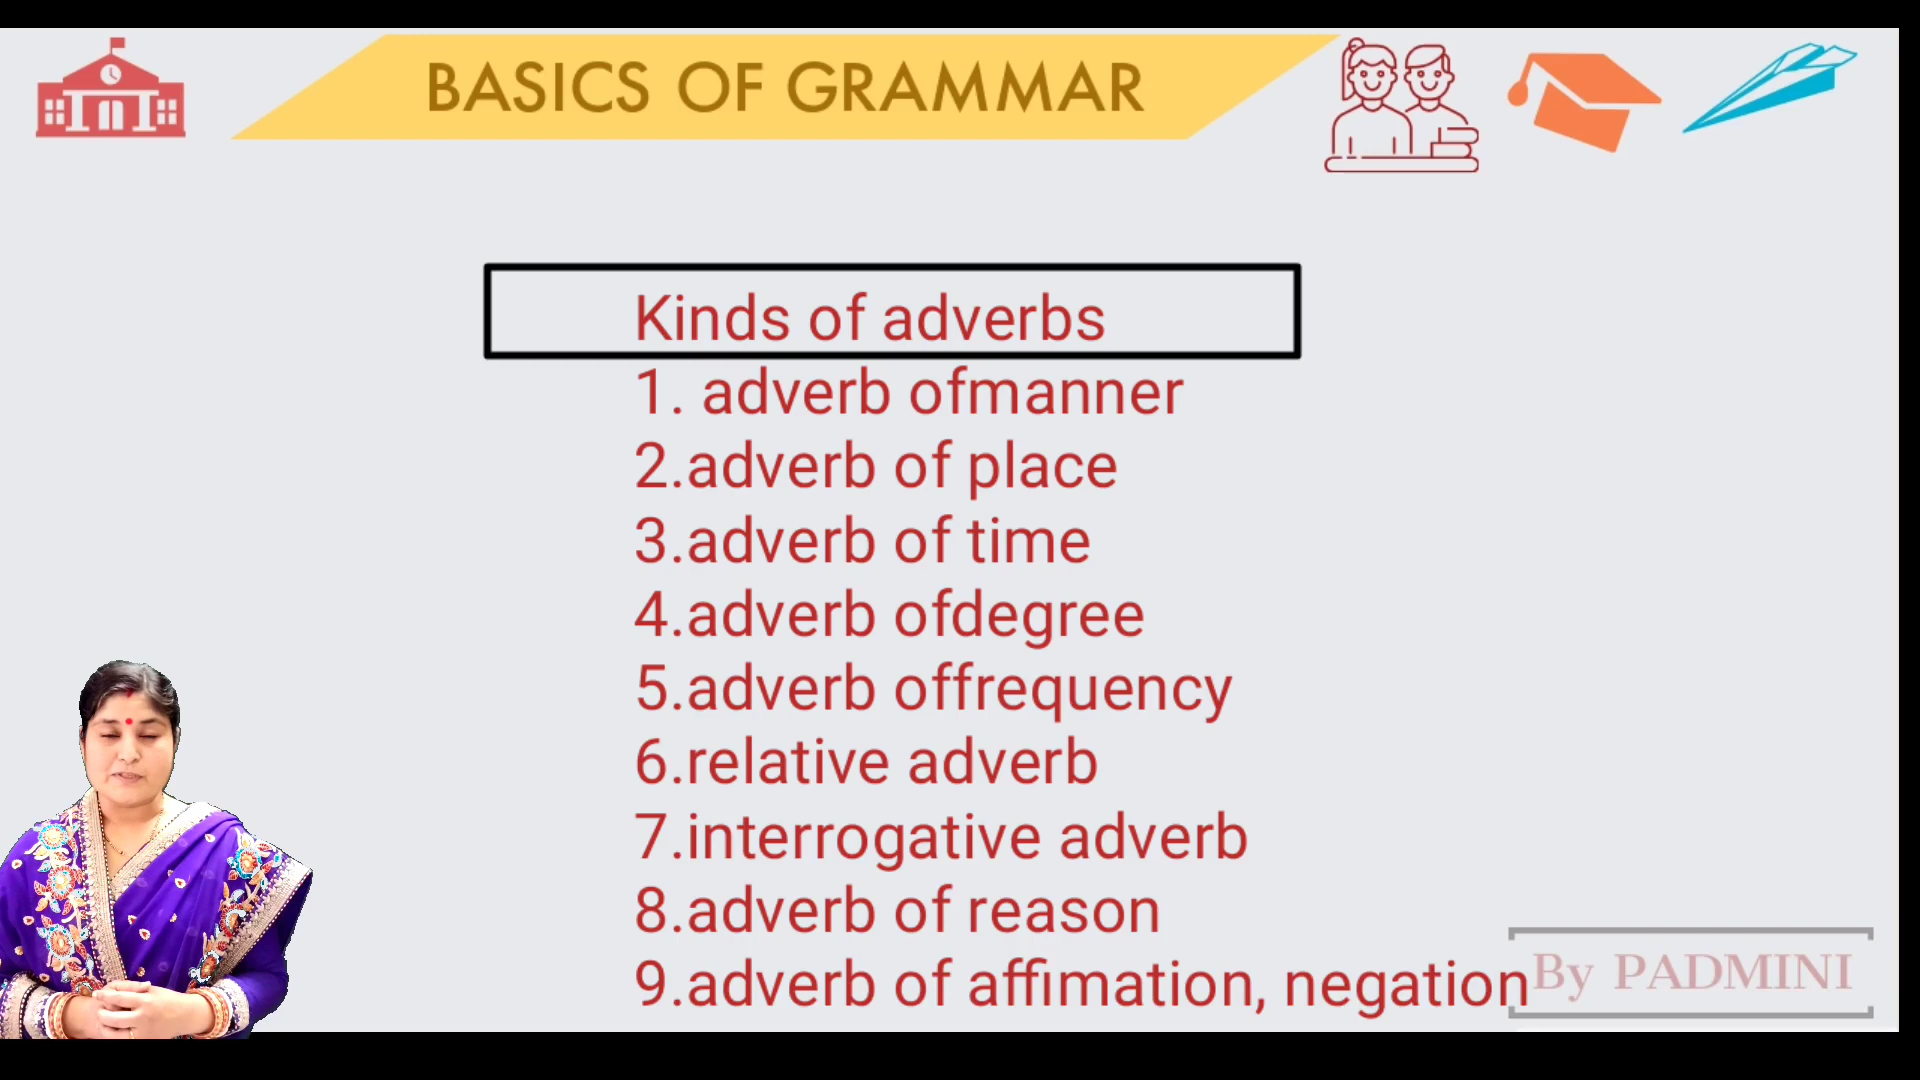 BASICS OF GRAMMAR
Kinds of adverbs
1. adverb ofmanner
2.adverb of place
3.adverb of time
4.adverb ofdegree
5.adverb offrequency
6.relative adverb
7.interrogative adverb
8.adverb of reason
9.adverb of affimation, negation
By PADMINI